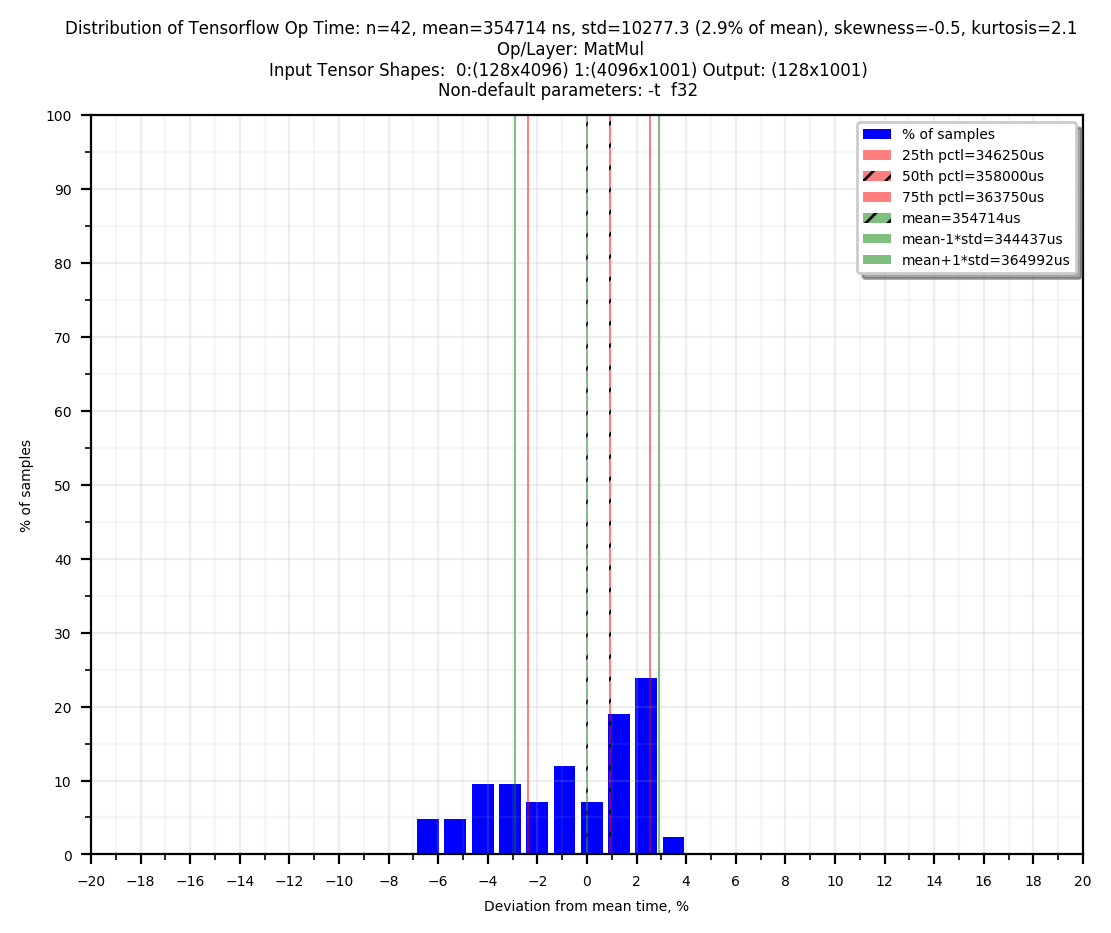 Distribution of Tensorflow Op Time: n=42, mean=354714 ns, std=10277.3 (2.9% of mean), skewness=-0.5, kurtosis=2.1
Op/Layer: MatMul
Input Tensor Shapes:  0:(128x4096) 1:(4096x1001) Output: (128x1001)
Non-default parameters: -t  f32
% of samples
25th pctl=346250us
50th pctl=358000us
75th pctl=363750us
mean=354714us
mean-1*std=344437us
mean+1*std=364992us
100
90
80
70
60
50
40
30
20
10
0
% of samples
−20 −18 −16 −14 −12 −10 −8 −6 −4 −2 0 2 4 6 8 10 12 14 16 18 20
Deviation from mean time, %